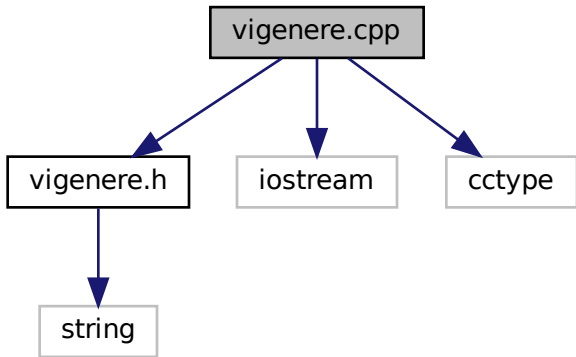 vigenere.cpp
vigenere.h
iostream
cctype
string